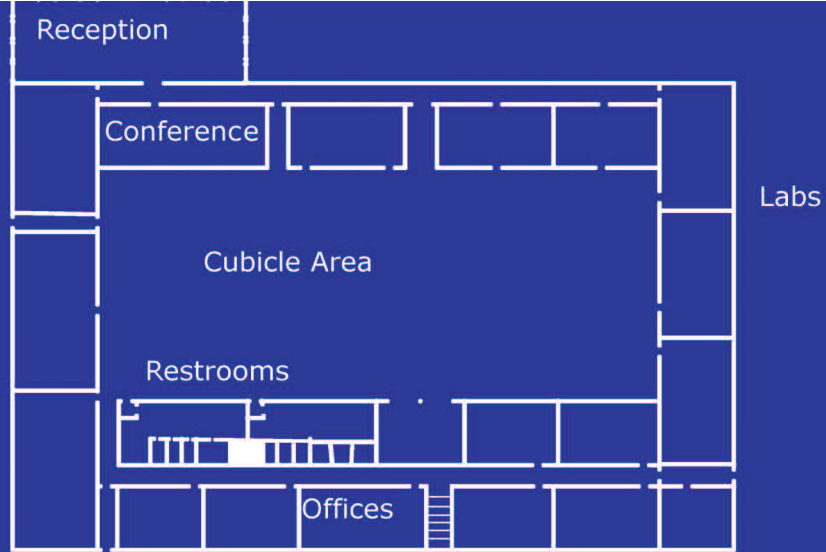 Reception
Conference
Labs
Cubicle Area
Restrooms
Offices